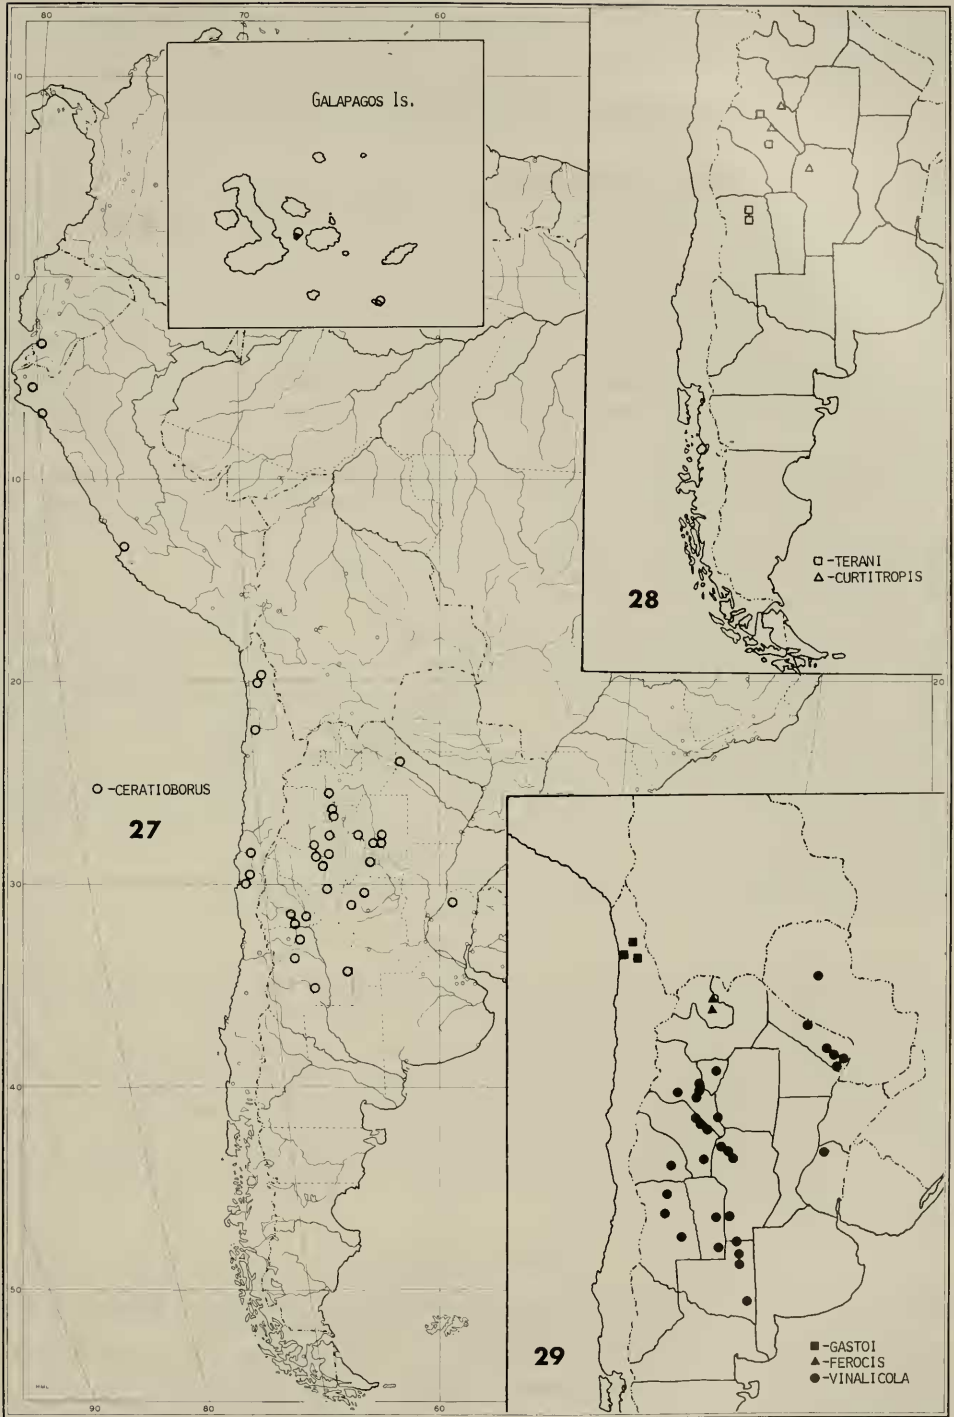 80
70
60
10
GALAPAGOS Is.
0
10
□ -TERANI
△ -CURTITROPIS
28
20
20
○ -CERATIOBORUS
27
30
40
50
29
■ -GASTOI
▲ -FEROCIS
● -VINALICOLA
90
80
60